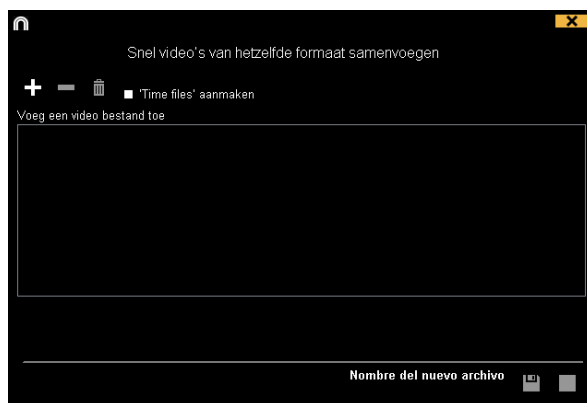 Snel video's van hetzelfde formaat samenvoegen
'Time files' aanmaken
Voeg een video bestand toe
Nombre del nuevo archivo